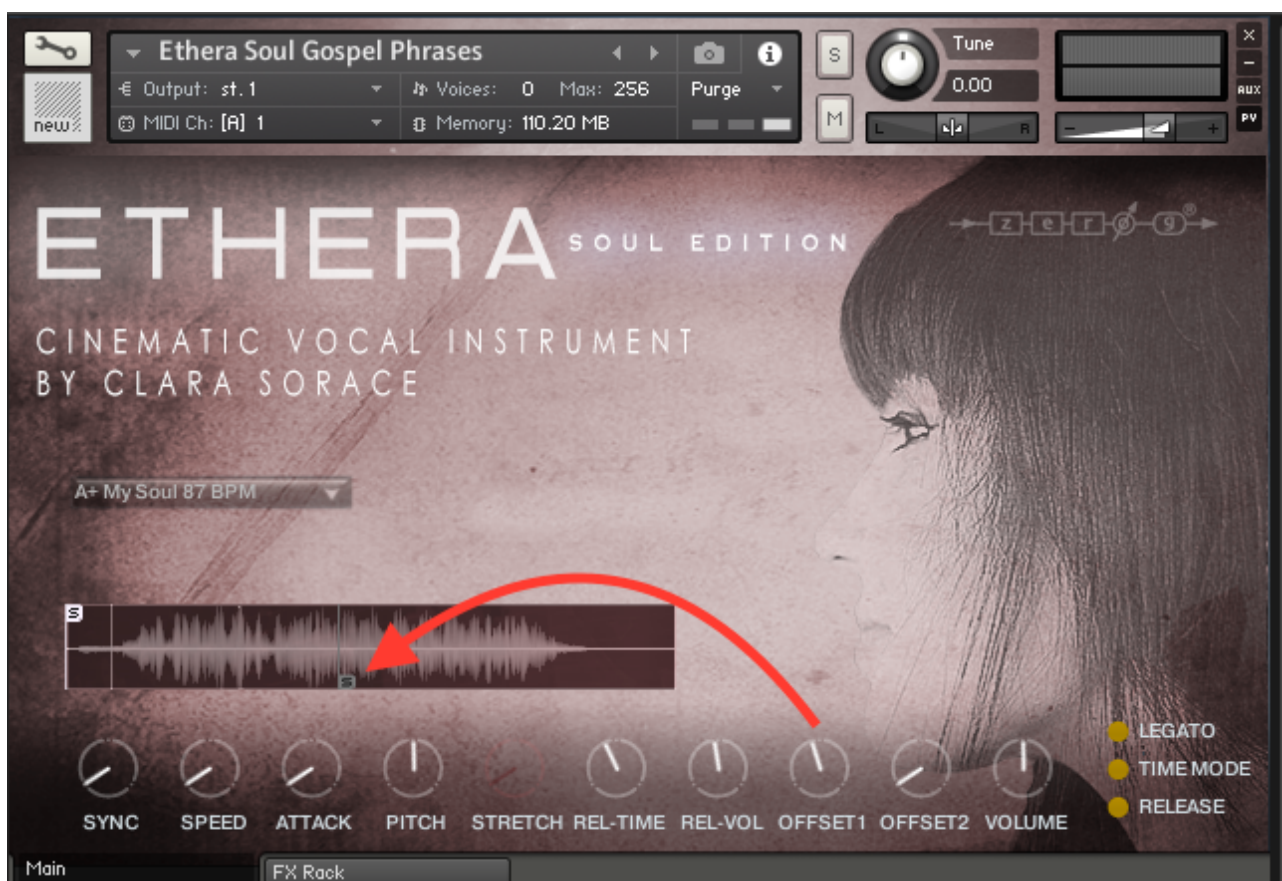 Ethera Soul Gospel Phrases
i
S
Tune
X
Output: st.1
Voices: 0 Max: 256
Purge
0.00
AUX
new
MIDI Ch: [A] 1
Memory: 110.20 MB
M
L R
- +
PV
ETHERA SOUL EDITION
z e r ø g ®
CINEMATIC VOCAL INSTRUMENT
BY CLARA SORACE
A+ My Soul 87 BPM
S
S
LEGATO
TIME MODE
RELEASE
SYNC SPEED ATTACK PITCH STRETCH REL-TIME REL-VOL OFFSET1 OFFSET2 VOLUME
Main
FX Rack